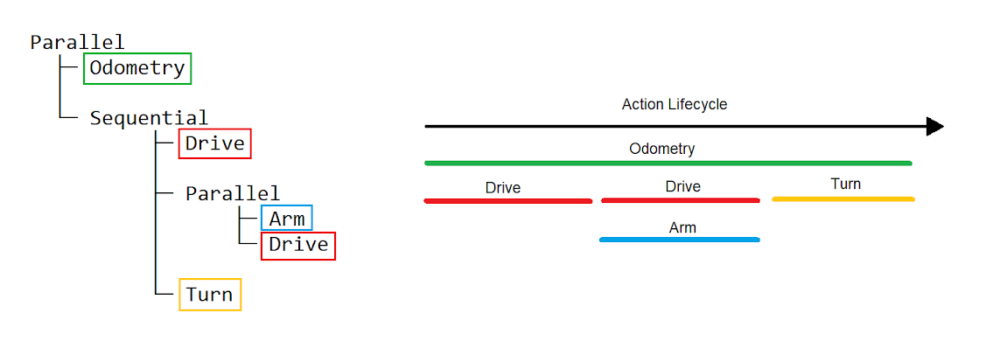 Parallel
Odometry
Sequential
Drive
Parallel
Arm
Drive
Turn
Action Lifecycle
Odometry
Drive Drive Turn
Arm